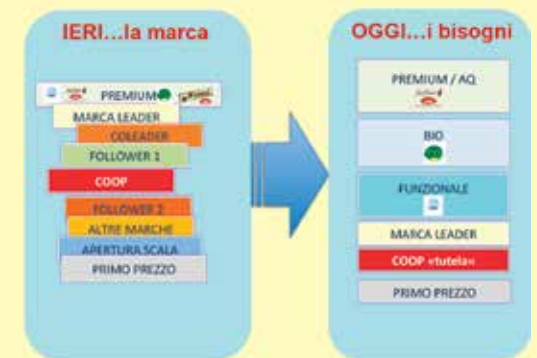 IERI...la marca
PREMIUM
MARCA LEADER
COLEADER
FOLLOWER 1
COOP
FOLLOWER 2
ALTRE MARCHE
APERTURA SCALA
PRIMO PREZZO
OGGI...i bisogni
PREMIUM / AQ
BIO
FUNZIONALE
MARCA LEADER
COOP «tutela«
PRIMO PREZZO